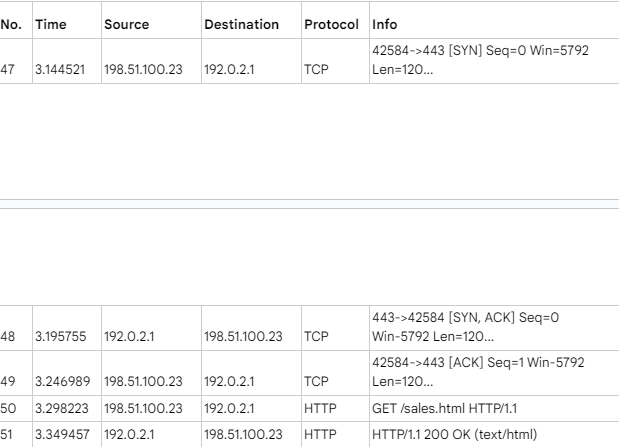 No. Time Source Destination Protocol Info
42584->443 [SYN] Seq=0 Win=5792
47 3.144521 198.51.100.23 192.0.2.1 TCP Len=120...
443->42584 [SYN, ACK] Seq=0
48 3.195755 192.0.2.1 198.51.100.23 TCP Win-5792 Len=120...
42584->443 [ACK] Seq=1 Win-5792
49 3.246989 198.51.100.23 192.0.2.1 TCP Len=120...
50 3.298223 198.51.100.23 192.0.2.1 HTTP GET /sales.html HTTP/1.1
51 3.349457 192.0.2.1 198.51.100.23 HTTP HTTP/1.1 200 OK (text/html)